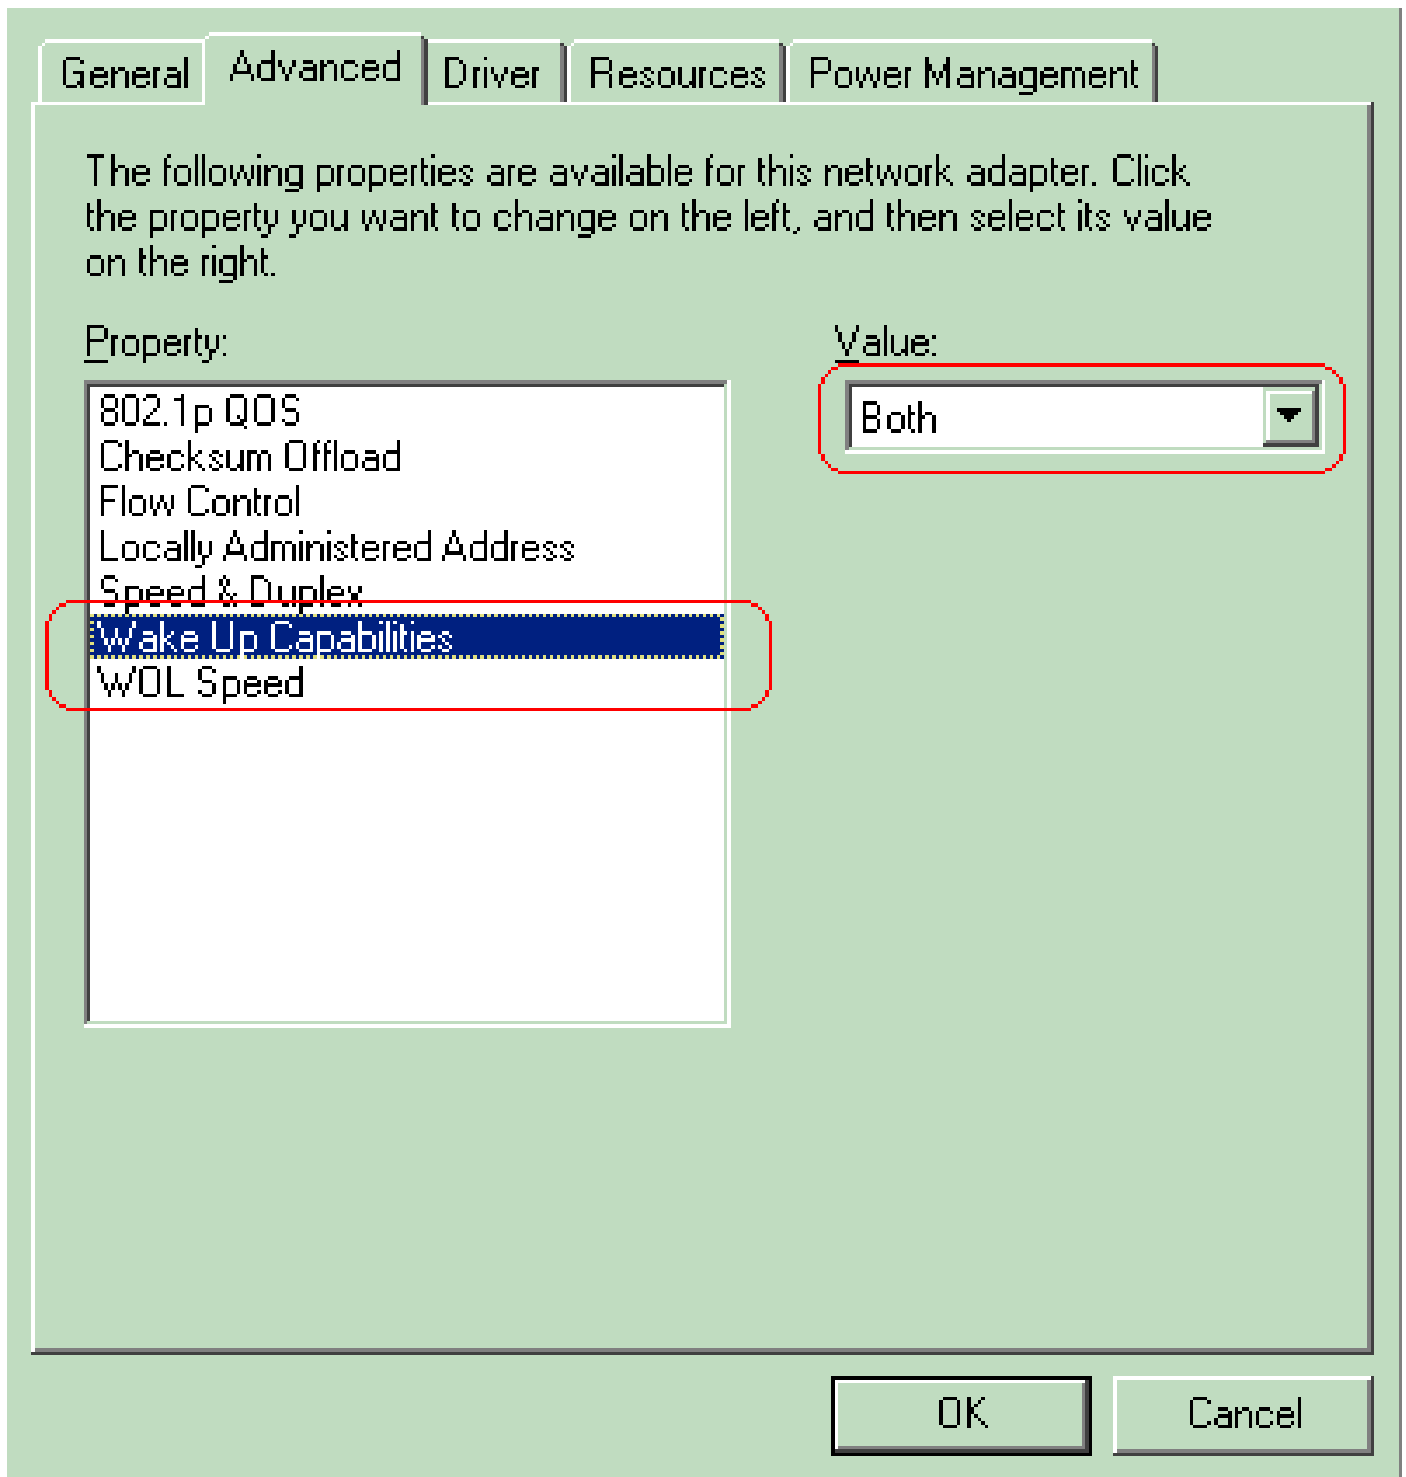 General Advanced Driver Resources Power Management
The following properties are available for this network adapter. Click
the property you want to change on the left, and then select its value
on the right.
Property: Value:
802.1p QOS Both
Checksum Offload
Flow Control
Locally Administered Address
Speed & Duplex
Wake Up Capabilities
WOL Speed
OK Cancel